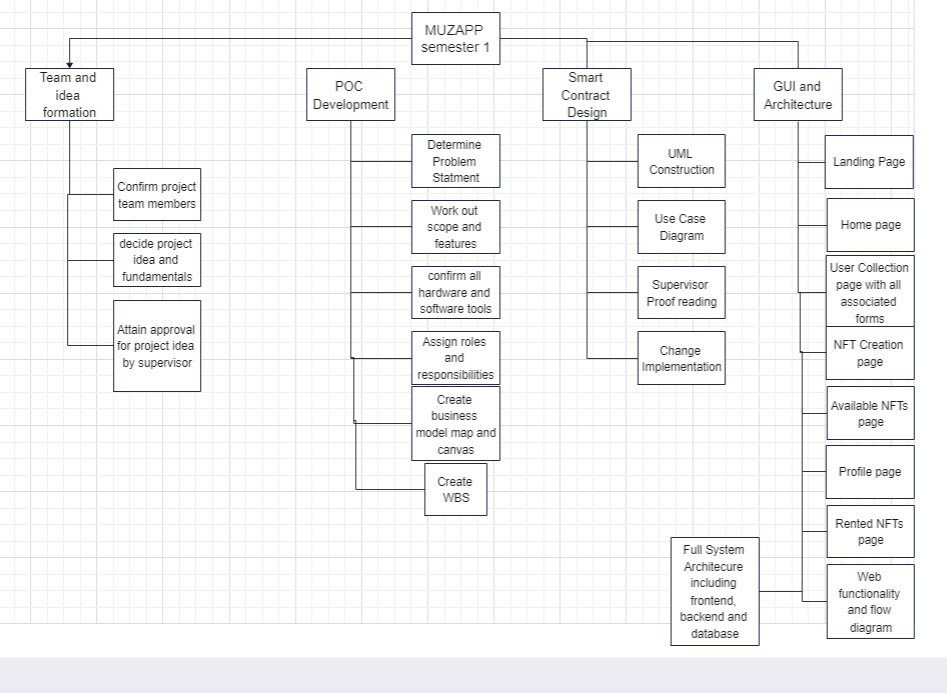 MUZAPP
semester 1
Team and
idea
formation
POC
Development
Smart
Contract
Design
GUI and
Architecture
Confirm project
team members
decide project
idea and
fundamentals
Attain approval
for project idea
by supervisor
Determine
Problem
Statment
Work out
scope and
features
confirm all
hardware and
software tools
Assign roles
and
responsibilities
Create
business
model map and
canvas
Create
WBS
UML
Construction
Use Case
Diagram
Supervisor
Proof reading
Change
Implementation
Landing Page
Home page
User Collection
page with all
associated
forms
NFT Creation
page
Available NFTs
page
Profile page
Rented NFTs
page
Web
functionality
and flow
diagram
Full System
Architecure
including
frontend,
backend and
database